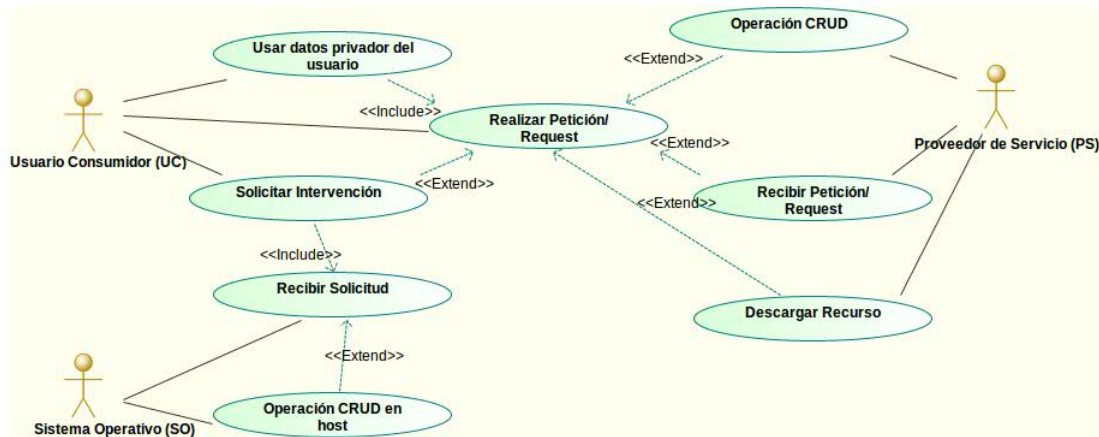 Operación CRUD
Usar datos privador del
usuario
<<Extend>>
<<Include>>
Realizar Petición/
Request
Usuario Consumidor (UC)
Proveedor de Servicio (PS)
<<Extend>>
Solicitar Intervención
<<Extend>>
Recibir Petición/
Request
<<Extend>>
<<Include>>
Recibir Solicitud
Descargar Recurso
<<Extend>>
Operación CRUD en
host
Sistema Operativo (SO)